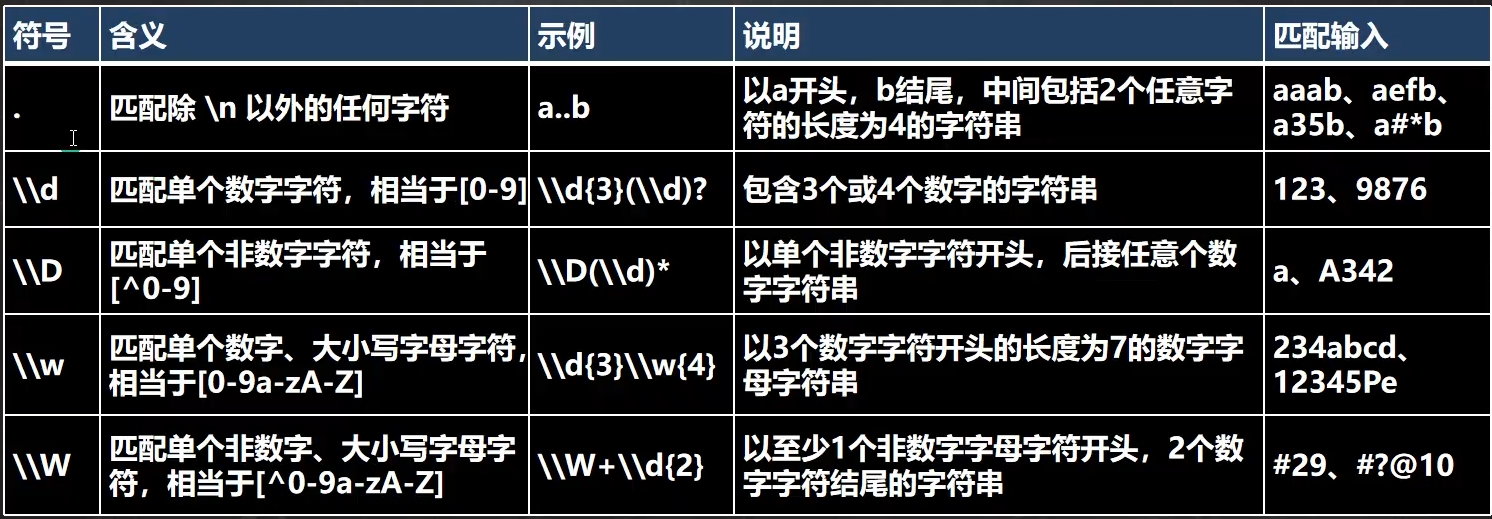 符号 含义 示例 说明 匹配输入
. 匹配除 \n 以外的任何字符 a..b 以a开头，b结尾，中间包括2个任意字
符的长度为4的字符串 aaab、aefb、
a35b、a#*b
\\d 匹配单个数字字符，相当于[0-9] \\d{3}(\\d)? 包含3个或4个数字的字符串 123、9876
\\D 匹配单个非数字字符，相当于
[^0-9] \\D(\\d)* 以单个非数字字符开头，后接任意个数
字字符串 a、A342
\\w 匹配单个数字、大小写字母字符，
相当于[0-9a-zA-Z] \\d{3}\\w{4} 以3个数字字符开头的长度为7的数字字
母字符串 234abcd、
12345Pe
\\W 匹配单个非数字、大小写字母字
符，相当于[^0-9a-zA-Z] \\W+\\d{2} 以至少1个非数字字母字符开头，2个数
字字符结尾的字符串 #29、#?@10